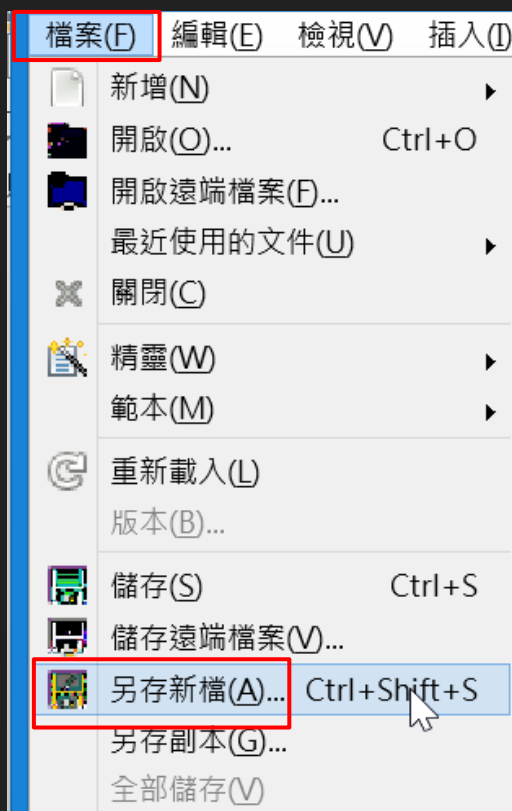 檔案(F) 編輯(E) 檢視(V) 插入(I)
新增(N)
開啟(O)... Ctrl+O
開啟遠端檔案(F)...
最近使用的文件(U)
關閉(C)
精靈(W)
範本(M)
重新載入(L)
版本(B)...
儲存(S) Ctrl+S
儲存遠端檔案(V)...
另存新檔(A)... Ctrl+Shift+S
另存副本(G)...
全部儲存(V)